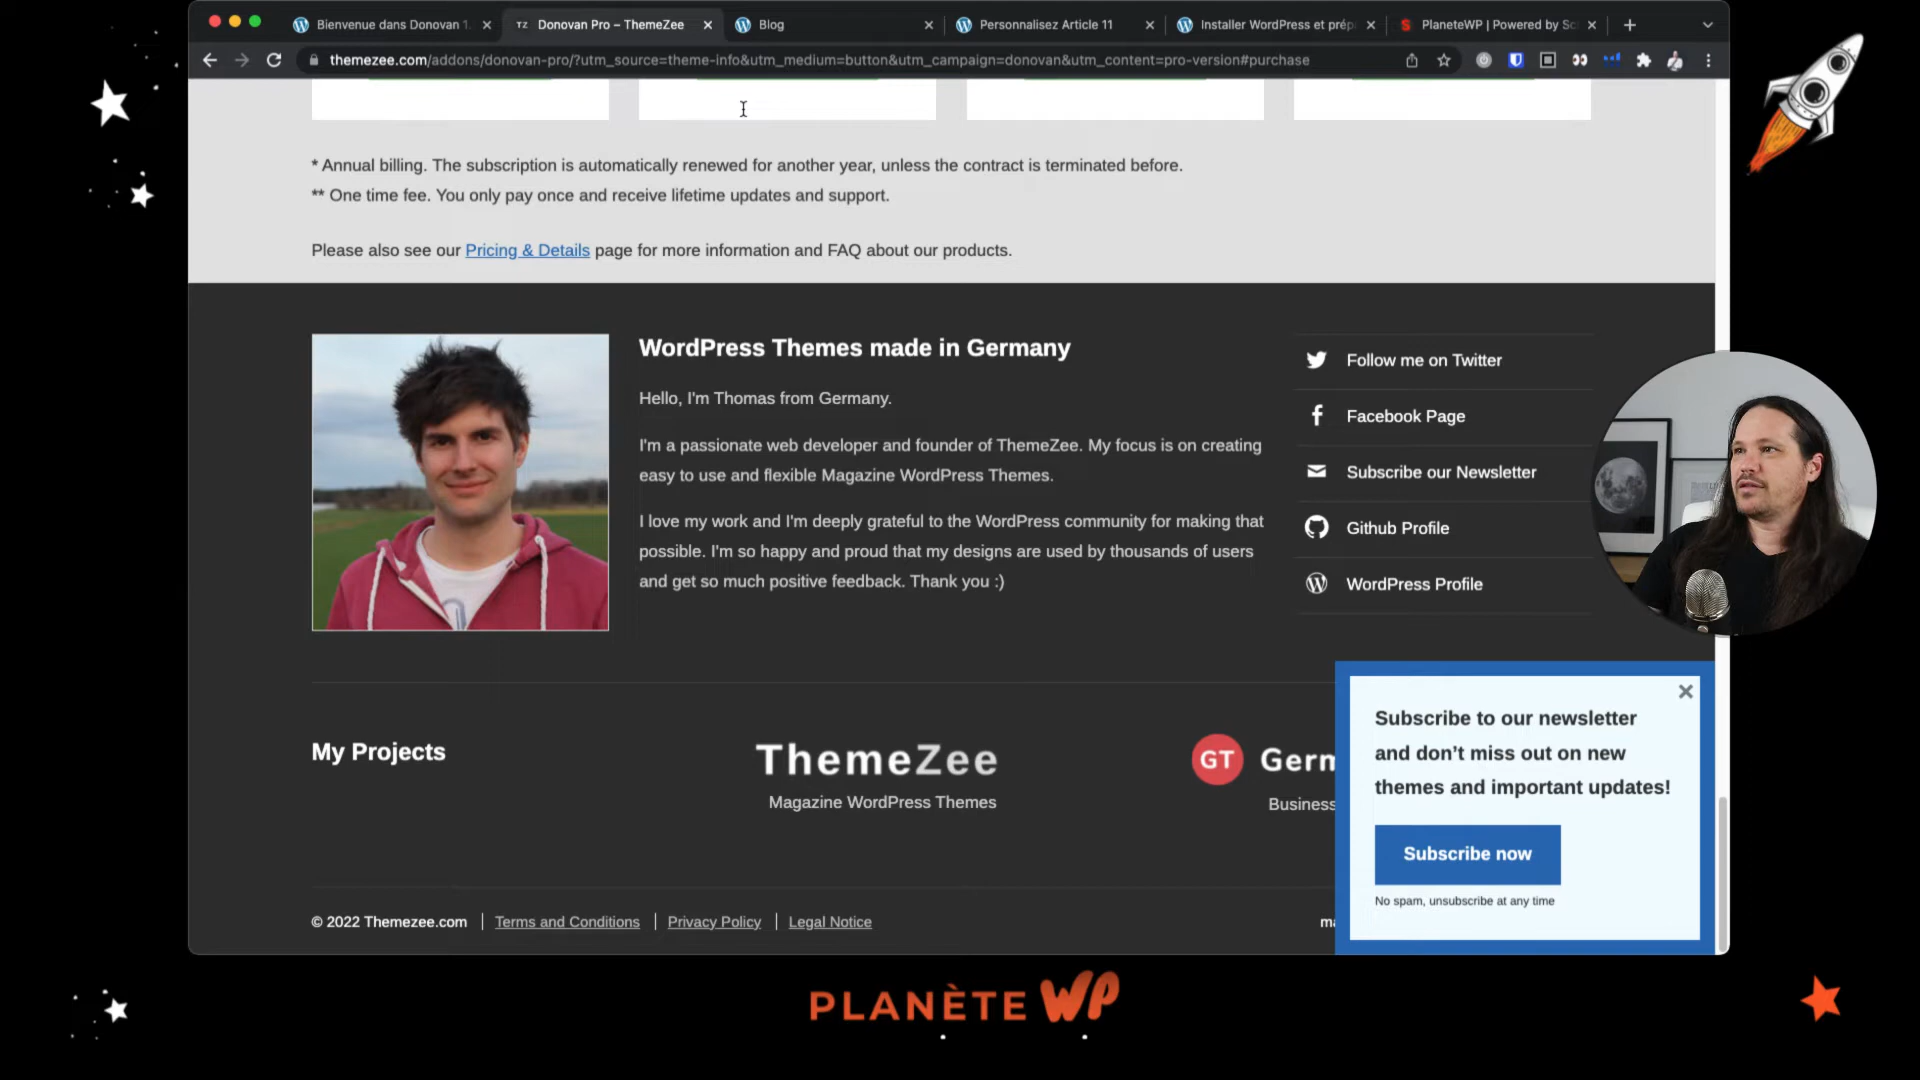 Bienvenue dans Donovan 1.
TZ Donovan Pro – ThemeZee
Blog
Personnalisez Article 11
Installer WordPress et prép
S PlaneteWP | Powered by Sc
themezee.com/addons/donovan-pro/?utm_source=theme-info&utm_medium=button&utm_campaign=donovan&utm_content=pro-version#purchase
* Annual billing. The subscription is automatically renewed for another year, unless the contract is terminated before.
** One time fee. You only pay once and receive lifetime updates and support.
Please also see our Pricing & Details page for more information and FAQ about our products.
WordPress Themes made in Germany
Hello, I'm Thomas from Germany.
I'm a passionate web developer and founder of ThemeZee. My focus is on creating
easy to use and flexible Magazine WordPress Themes.
I love my work and I'm deeply grateful to the WordPress community for making that
possible. I'm so happy and proud that my designs are used by thousands of users
and get so much positive feedback. Thank you :)
Follow me on Twitter
Facebook Page
Subscribe our Newsletter
Github Profile
WordPress Profile
My Projects
ThemeZee
Magazine WordPress Themes
GT Germ
Business
Subscribe to our newsletter
and don't miss out on new
themes and important updates!
Subscribe now
No spam, unsubscribe at any time
© 2022 Themezee.com | Terms and Conditions | Privacy Policy | Legal Notice
ma
PLANÈTE WP